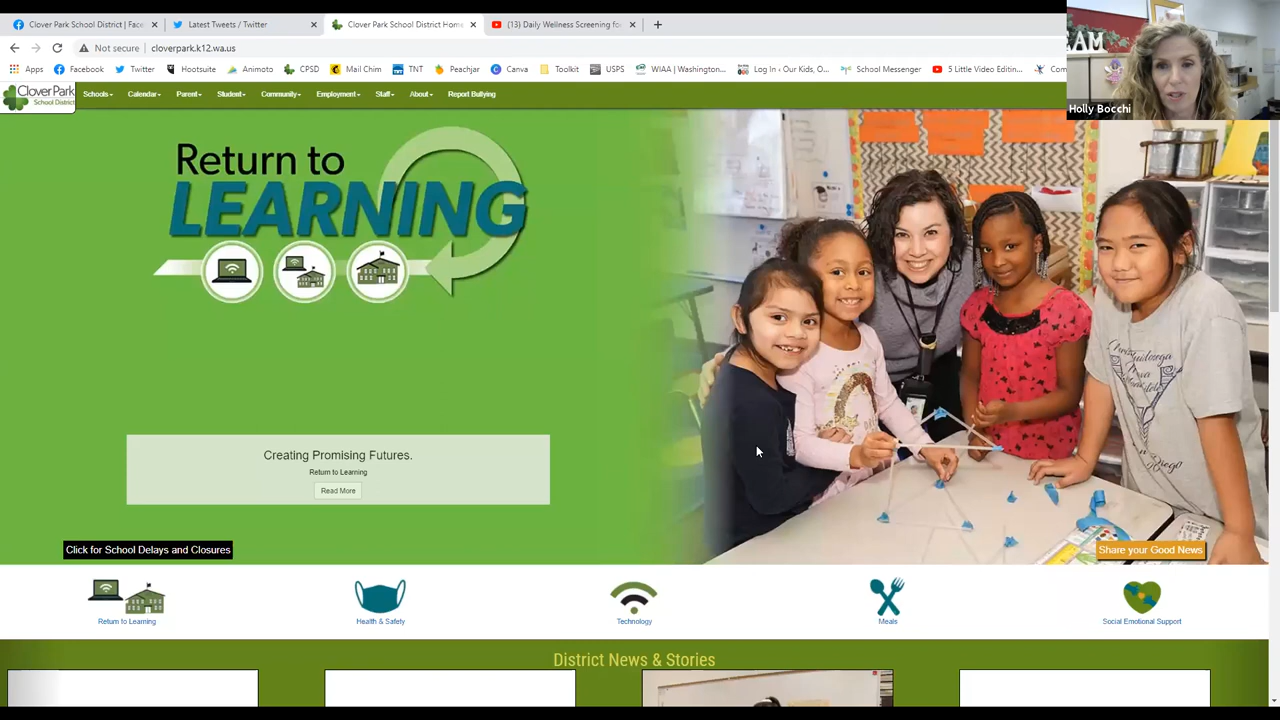 Clover Park School District | Face
Latest Tweets / Twitter
Clover Park School District Home
(13) Daily Wellness Screening fo
Not secure
cloverpark.k12.wa.us
Apps
Facebook
Twitter
Hootsuite
Animoto
CPSD
Mail Chim
TNT
Peachjar
Canva
Toolkit
USPS
WIAA | Washington...
Log In ‹ Our Kids, O...
School Messenger
5 Little Video Editin...
Con
EAM
Holly Bocchi
CloverPark
School District
Schools
Calendar
Parent
Student
Community
Employment
Staff
About
Report Bullying
Return to
LEARNING
Creating Promising Futures.
Return to Learning
Read More
Click for School Delays and Closures
Share your Good News
Return to Learning
Health & Safety
Technology
Meals
Social Emotional Support
District News & Stories